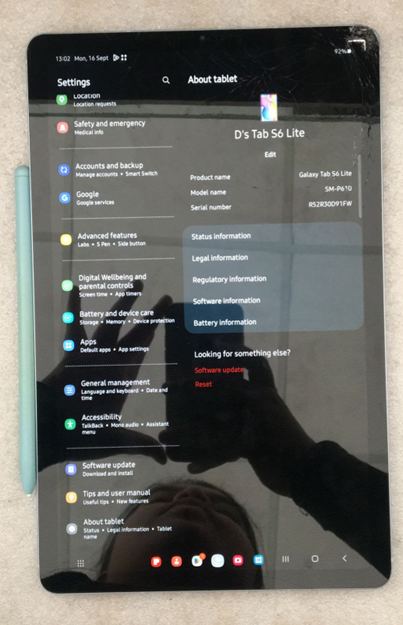 13:02 Mon, 16 Sept
92%
Settings
About tablet
Location
Location requests
Safety and emergency
Medical info
Accounts and backup
Manage accounts • Smart Switch
Google
Google services
Advanced features
Labs • S Pen • Side button
Digital Wellbeing and
parental controls
Screen time • App timers
Battery and device care
Storage • Memory • Device protection
Apps
Default apps • App settings
General management
Language and keyboard • Date and
time
Accessibility
TalkBack • Mono audio • Assistant
menu
Software update
Download and install
Tips and user manual
Useful tips • New features
About tablet
Status • Legal information • Tablet
name
D's Tab S6 Lite
Edit
Product name Galaxy Tab S6 Lite
Model name SM-P610
Serial number R52R30D91FW
Status information
Legal information
Regulatory information
Software information
Battery information
Looking for something else?
Software update
Reset